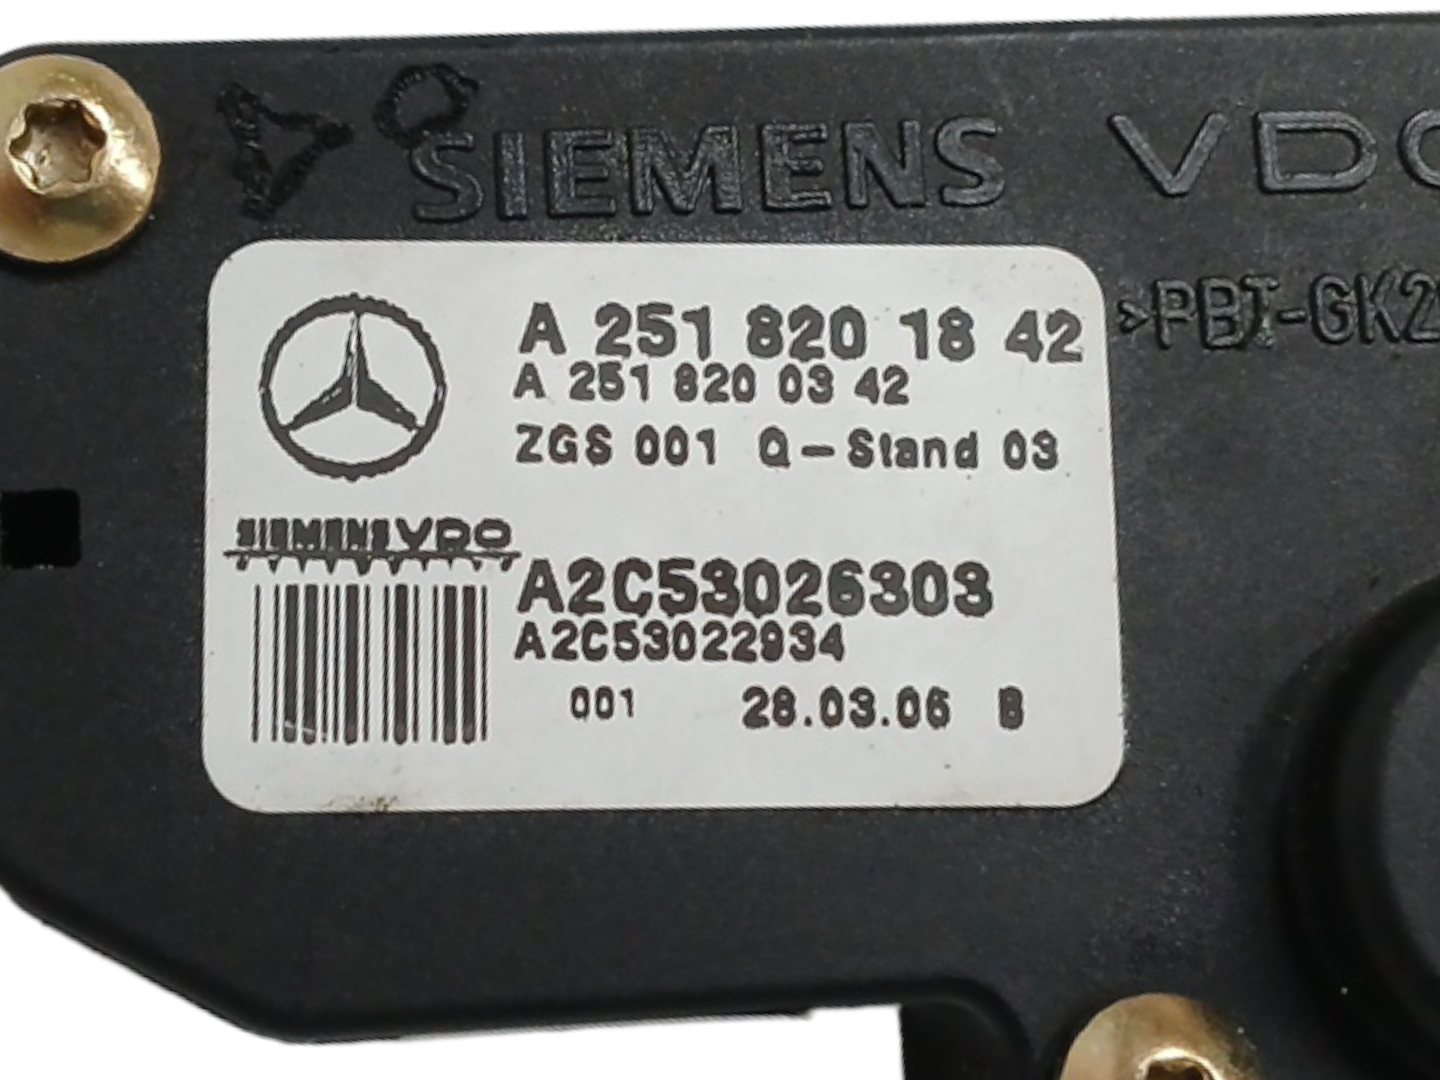 SIEMENS VDO
>PBT-GK2
A 251 820 18 42
A 251 820 03 42
ZGS 001 Q-Stand 03
SIEMENS VDO
A2C53026303
A2C53022934
001 28.03.06 B